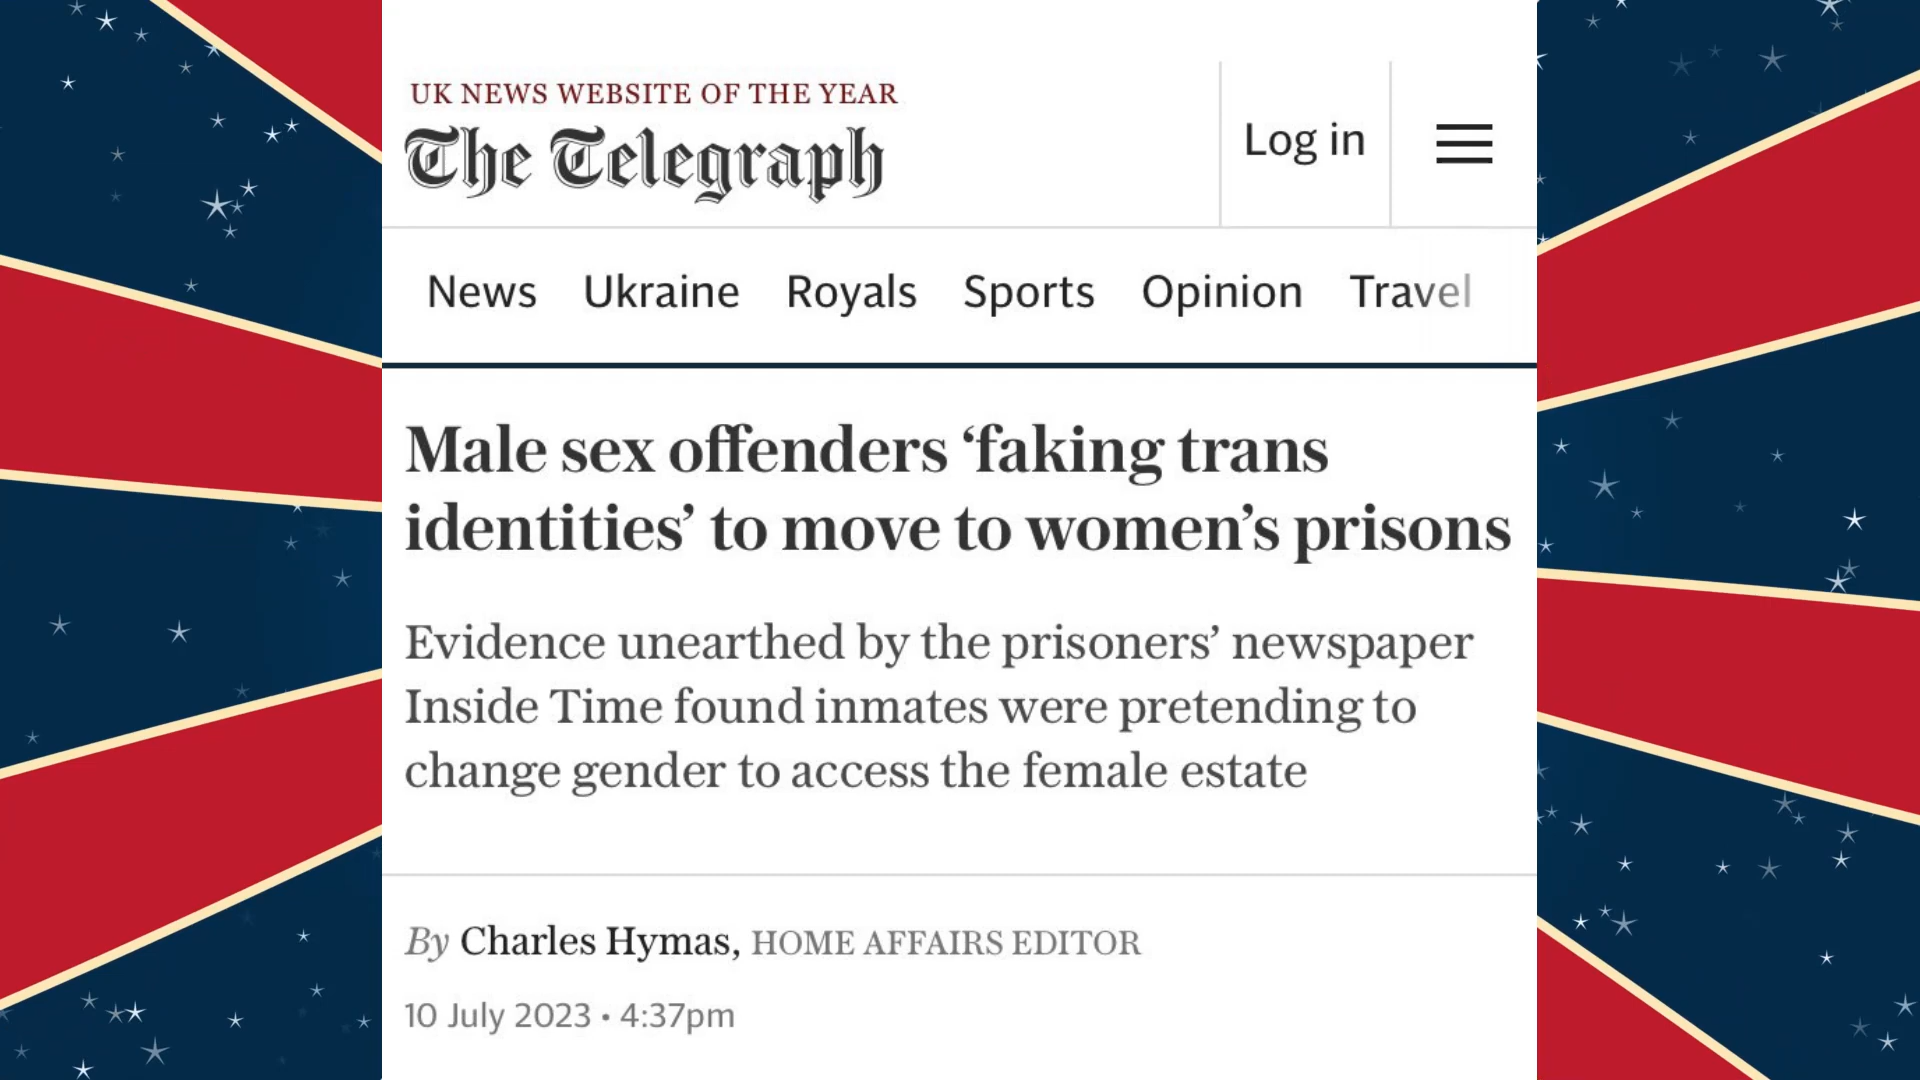 UK NEWS WEBSITE OF THE YEAR
The Telegraph
Log in
News Ukraine Royals Sports Opinion Travel
Male sex offenders ‘faking trans
identities’ to move to women’s prisons
Evidence unearthed by the prisoners’ newspaper
Inside Time found inmates were pretending to
change gender to access the female estate
By Charles Hymas, HOME AFFAIRS EDITOR
10 July 2023 • 4:37pm